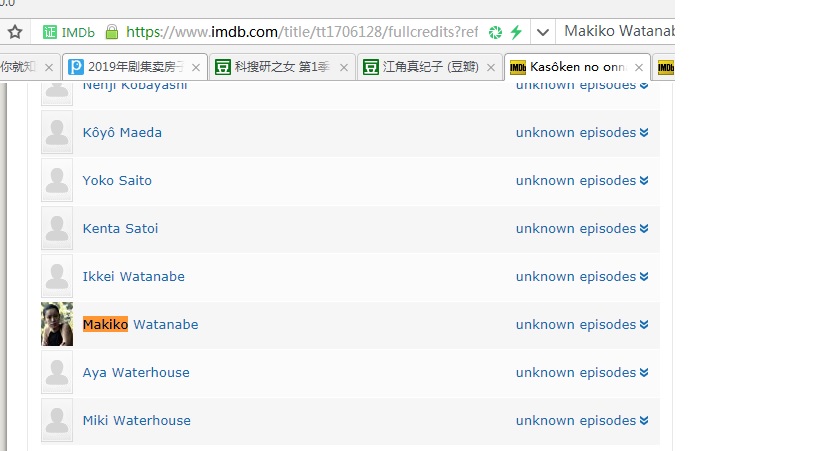 0.0
IMDb https://www.imdb.com/title/tt1706128/fullcredits?ref Makiko Watanab
你就知 2019年剧集卖房子 科搜研之女 第1季 江角真纪子 (豆瓣) Kasôken no onn
Nenji Kobayashi unknown episodes
Kôyô Maeda unknown episodes
Yoko Saito unknown episodes
Kenta Satoi unknown episodes
Ikkei Watanabe unknown episodes
Makiko Watanabe unknown episodes
Aya Waterhouse unknown episodes
Miki Waterhouse unknown episodes